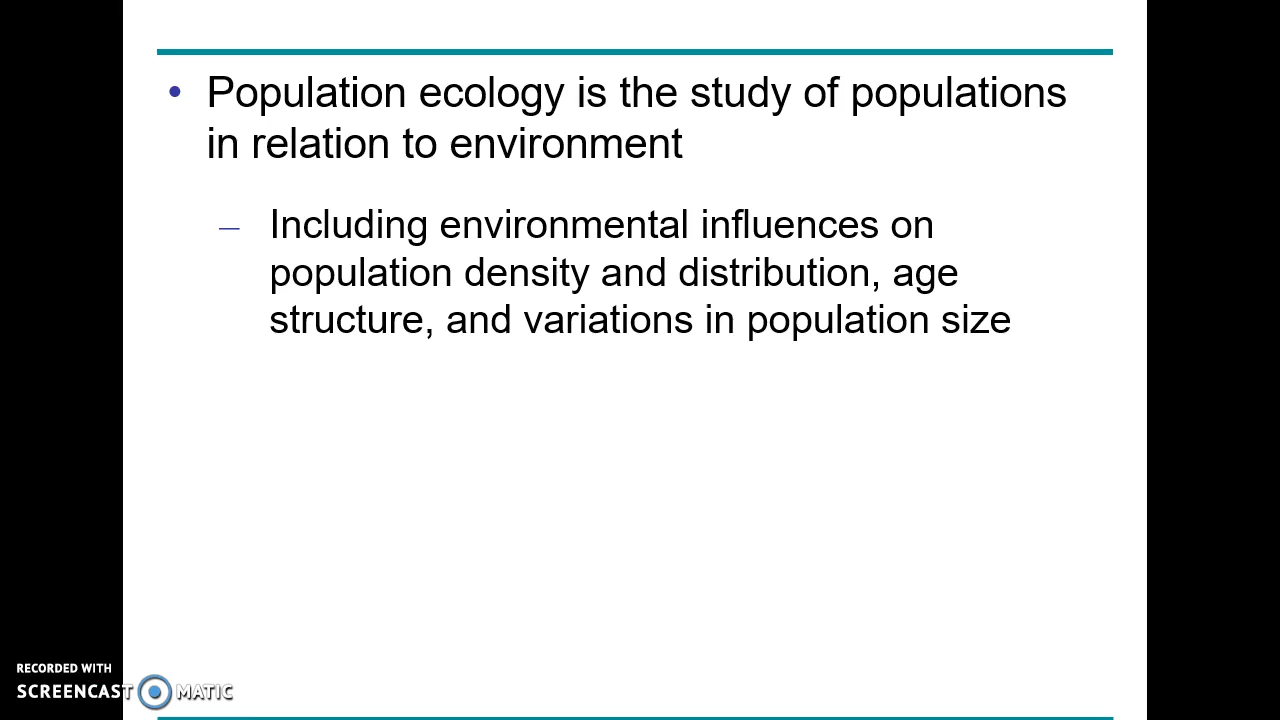 • Population ecology is the study of populations
in relation to environment
– Including environmental influences on
population density and distribution, age
structure, and variations in population size
RECORDED WITH
SCREENCAST MATIC